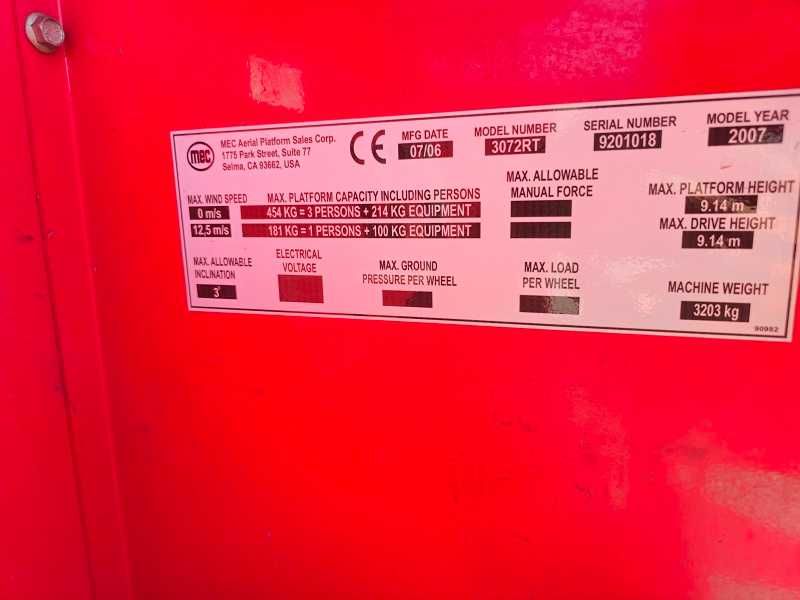 mec
MEC Aerial Platform Sales Corp.
1775 Park Street, Suite 77
Selma, CA 93662, USA
CE
MFG DATE
07/06
MODEL NUMBER
3072RT
SERIAL NUMBER
9201018
MODEL YEAR
2007
MAX. WIND SPEED
0 m/s
12,5 m/s
MAX. PLATFORM CAPACITY INCLUDING PERSONS
454 KG = 3 PERSONS + 214 KG EQUIPMENT
181 KG = 1 PERSONS + 100 KG EQUIPMENT
MAX. ALLOWABLE
MANUAL FORCE
MAX. PLATFORM HEIGHT
9.14 m
MAX. DRIVE HEIGHT
9.14 m
MAX. ALLOWABLE
INCLINATION
3°
ELECTRICAL
VOLTAGE
MAX. GROUND
PRESSURE PER WHEEL
MAX. LOAD
PER WHEEL
MACHINE WEIGHT
3203 kg
90982